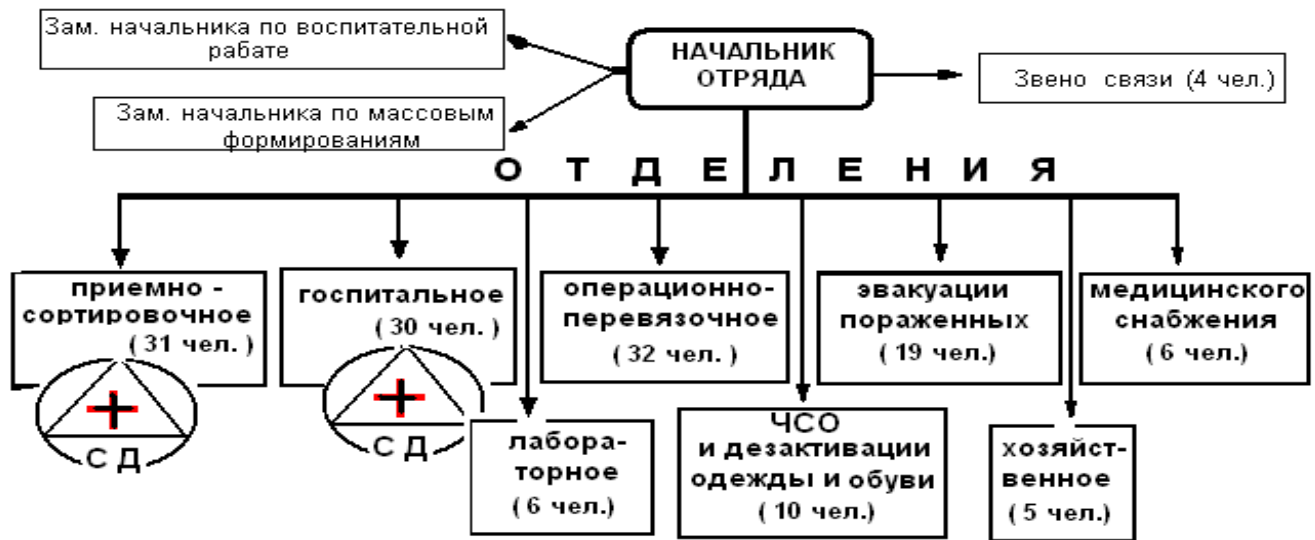 Зам. начальника по воспитательной
рабате
НАЧАЛЬНИК
ОТРЯДА
Звено связи (4 чел.)
Зам. начальника по массовым
формированиям
О Т Д Е Л Е Н И Я
приемно -
сортировочное
( 31 чел. )
госпитальное
( 30 чел. )
операционно-
перевязочное
( 32 чел. )
эвакуации
пораженных
( 19 чел.)
медицинского
снабжения
(6 чел.)
СД
СД
лабора-
торное
(6 чел.)
ЧСО
и дезактивации
одежды и обуви
( 10 чел.)
хозяйст-
венное
( 5 чел.)